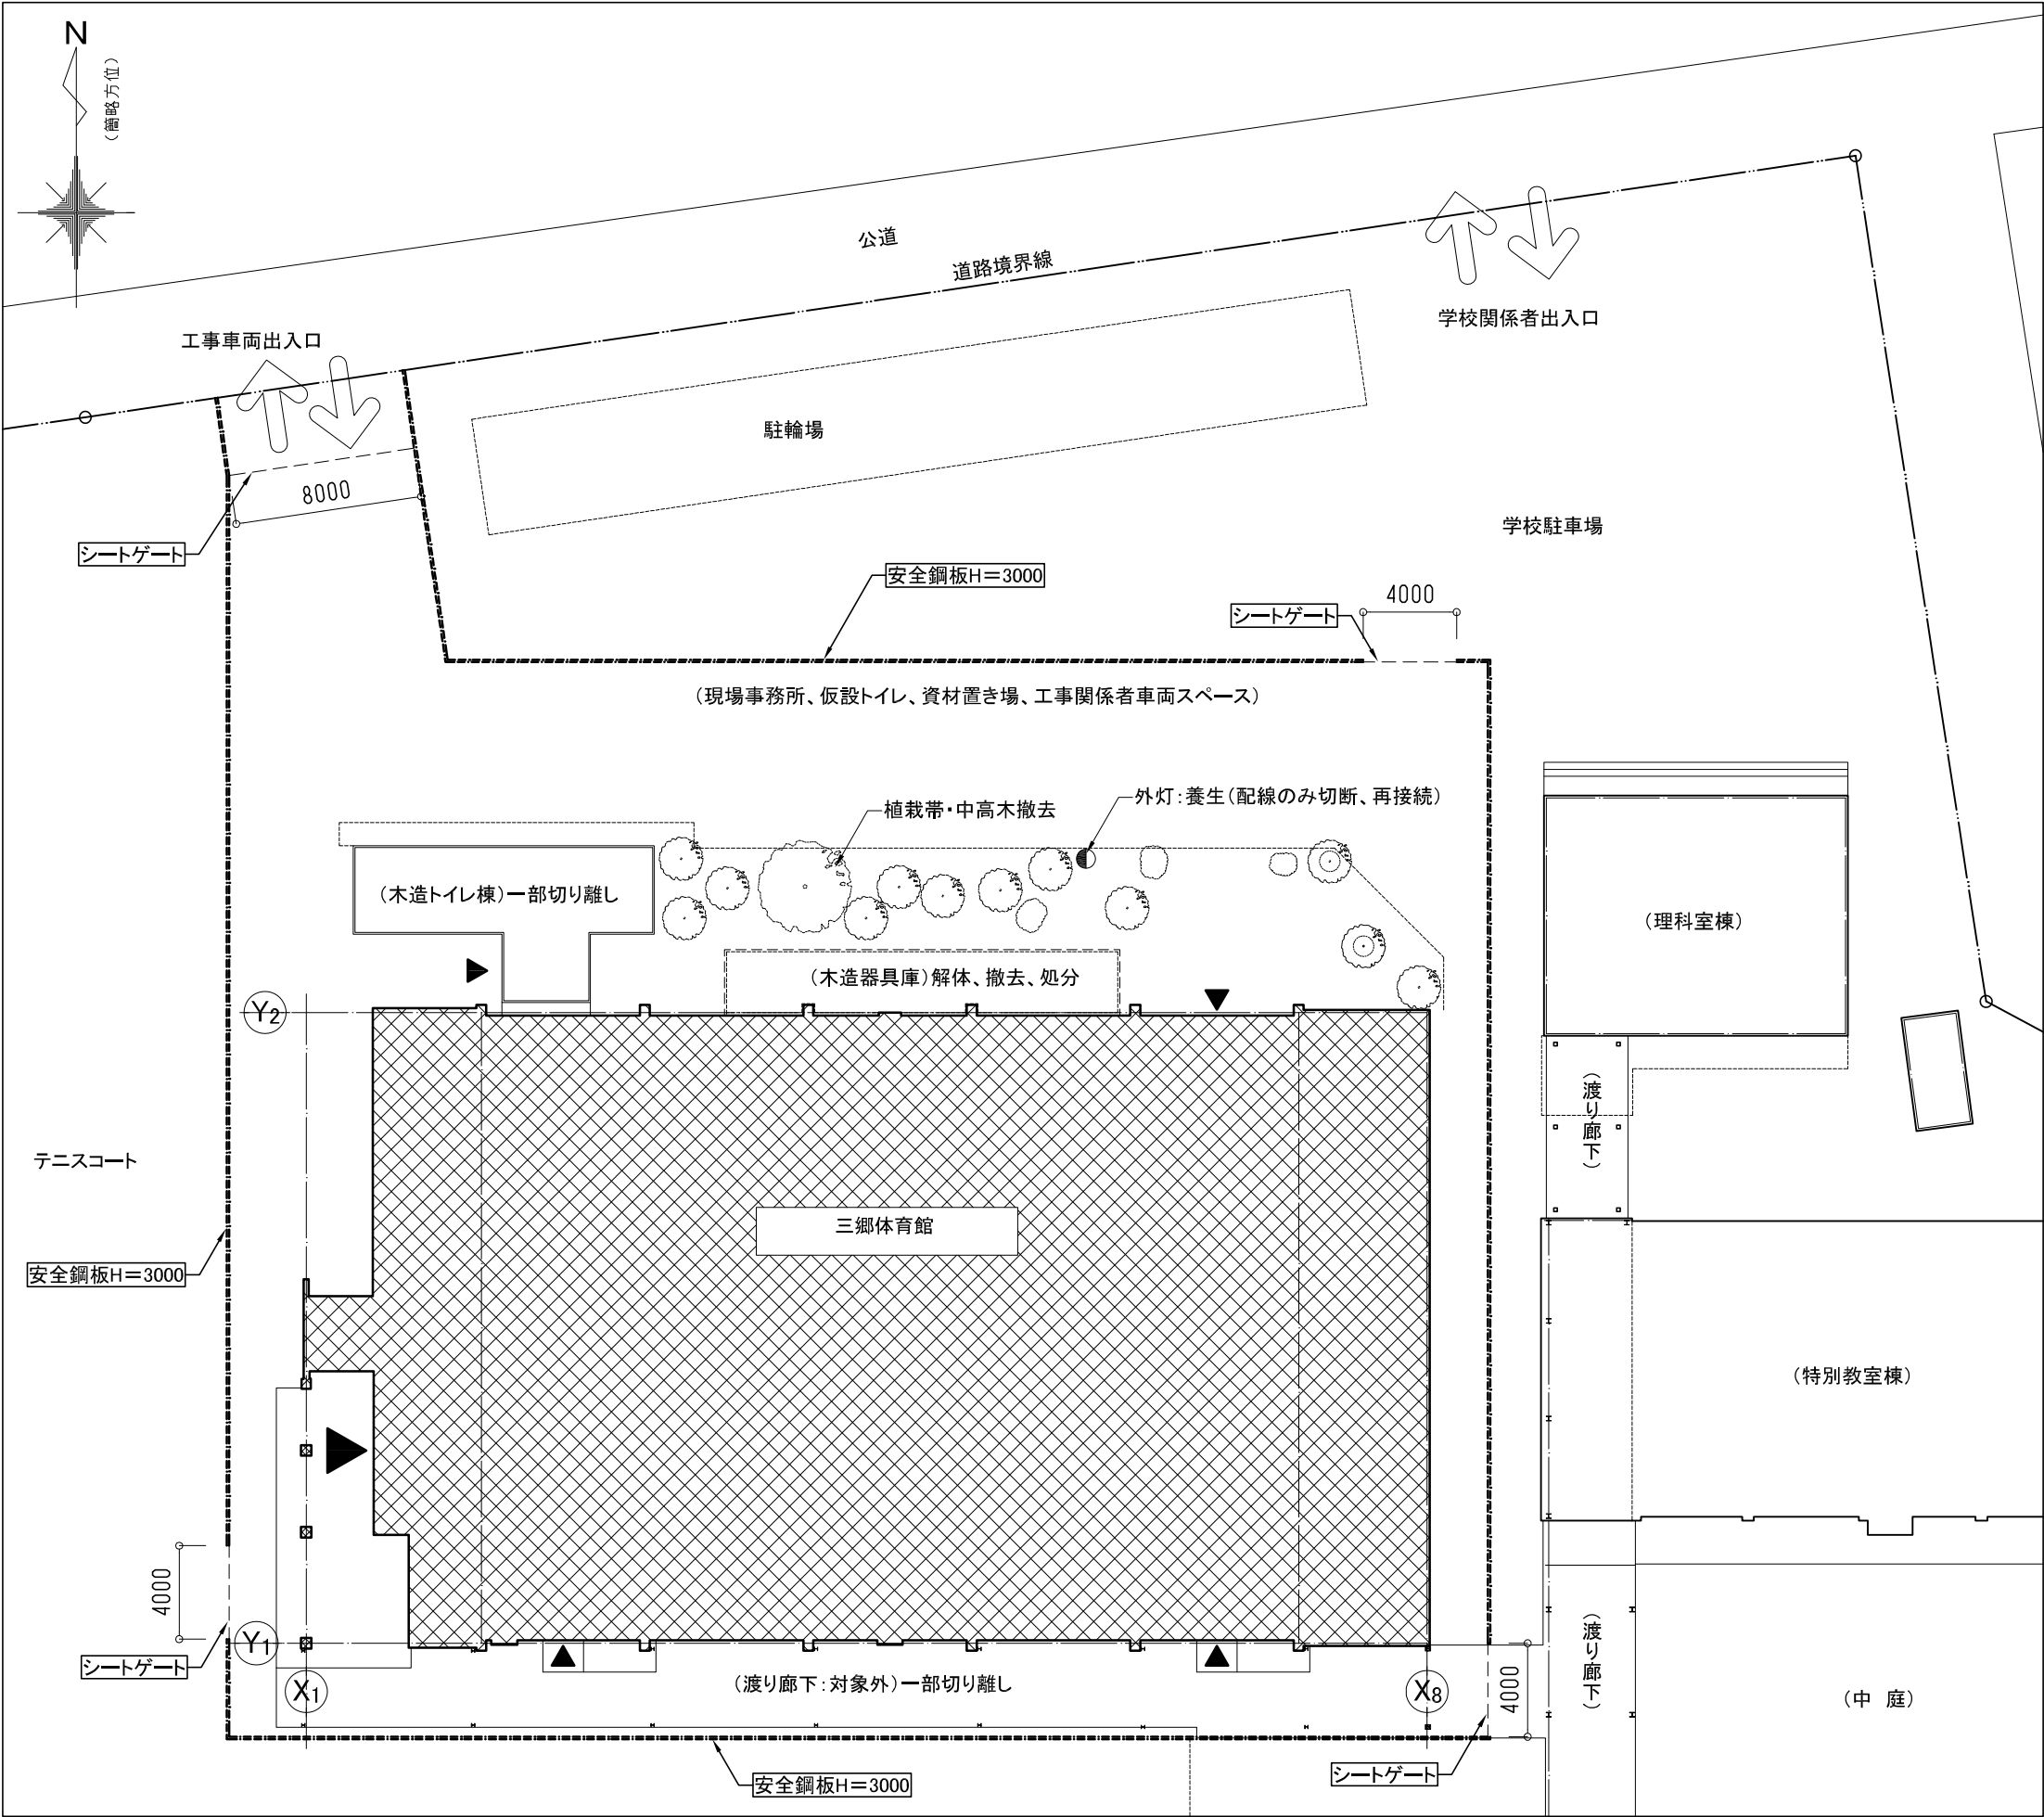 N
（簡略方位）
公道
道路境界線
工事車両出入口
学校関係者出入口
駐輪場
8000
学校駐車場
シートゲート
安全鋼板H＝3000
4000
シートゲート
（現場事務所、仮設トイレ、資材置き場、工事関係者車両スペース）
外灯：養生（配線のみ切断、再接続）
植栽帯・中高木撤去
（木造トイレ棟）一部切り離し
（理科室棟）
（木造器具庫）解体、撤去、処分
Y2
（渡り廊下）
テニスコート
三郷体育館
安全鋼板H＝3000
（特別教室棟）
4000
Y1
シートゲート
X1
（渡り廊下：対象外）一部切り離し
X8
4000
（渡り廊下）
（中　庭）
安全鋼板H＝3000
シートゲート